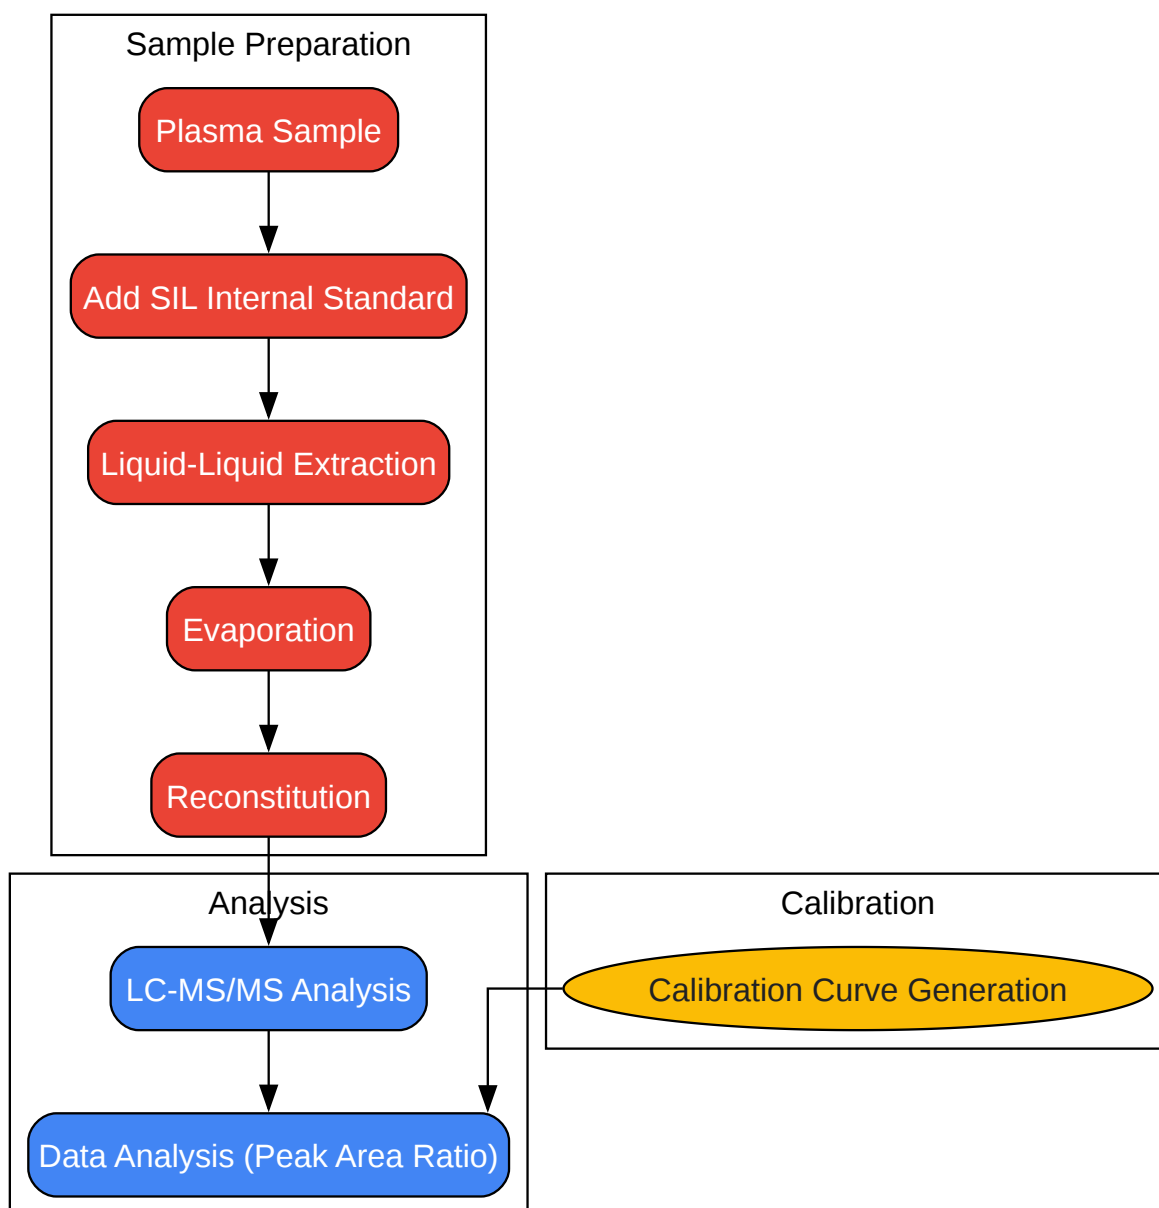 Sample Preparation
Plasma Sample
Add SIL Internal Standard
Liquid-Liquid Extraction
Evaporation
Reconstitution
Analysis
LC-MS/MS Analysis
Data Analysis (Peak Area Ratio)
Calibration
Calibration Curve Generation